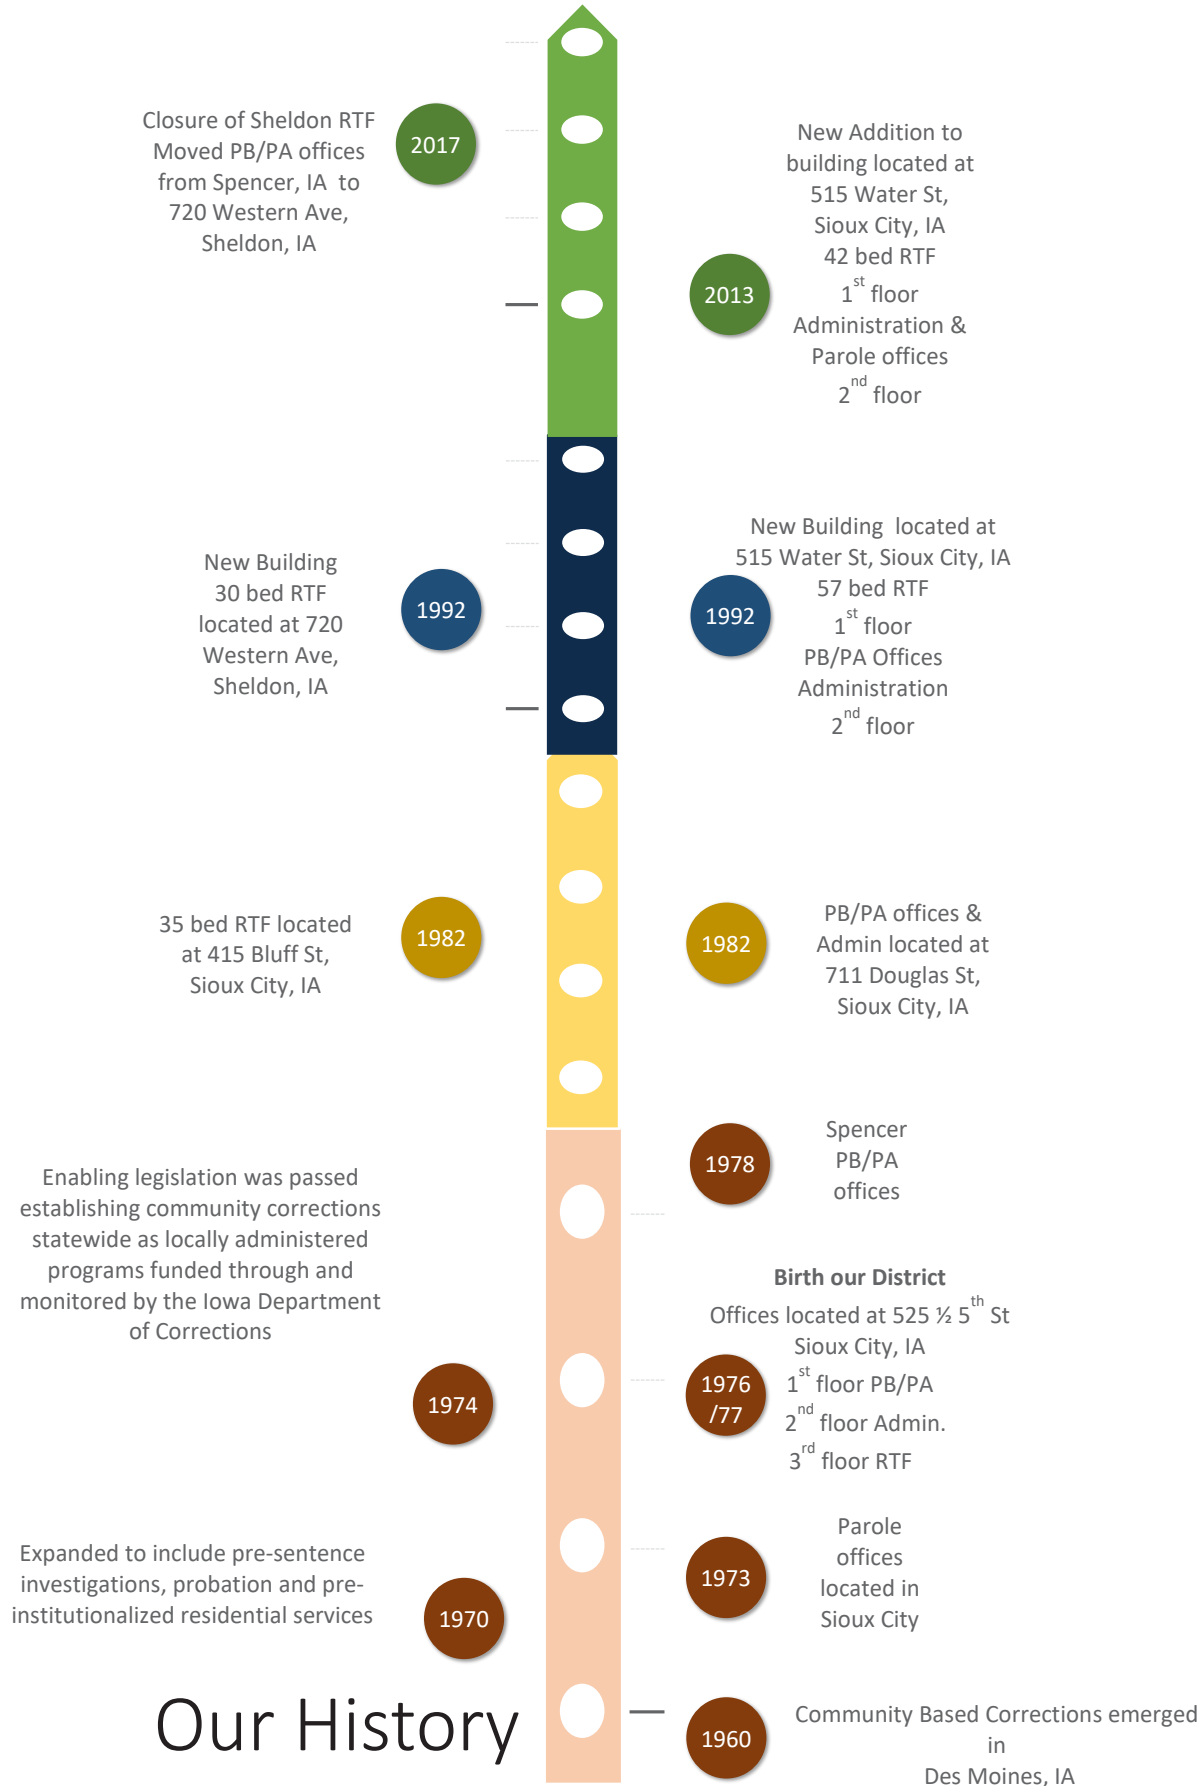 Closure of Sheldon RTF
Moved PB/PA offices
from Spencer, IA to
720 Western Ave,
Sheldon, IA
2017
New Addition to
building located at
515 Water St,
Sioux City, IA
42 bed RTF
1st floor
Administration &
Parole offices
2nd floor
2013
New Building
30 bed RTF
located at 720
Western Ave,
Sheldon, IA
1992
New Building located at
515 Water St, Sioux City, IA
57 bed RTF
1st floor
PB/PA Offices
Administration
2nd floor
1992
35 bed RTF located
at 415 Bluff St,
Sioux City, IA
1982
PB/PA offices &
Admin located at
711 Douglas St,
Sioux City, IA
1982
Spencer
PB/PA
offices
1978
Enabling legislation was passed
establishing community corrections
statewide as locally administered
programs funded through and
monitored by the Iowa Department
of Corrections
1974
Birth our District
Offices located at 525 ½ 5th St
Sioux City, IA
1st floor PB/PA
2nd floor Admin.
3rd floor RTF
1976
/77
Expanded to include pre-sentence
investigations, probation and pre-
institutionalized residential services
1970
Parole
offices
located in
Sioux City
1973
Our History
1960
Community Based Corrections emerged
in
Des Moines, IA